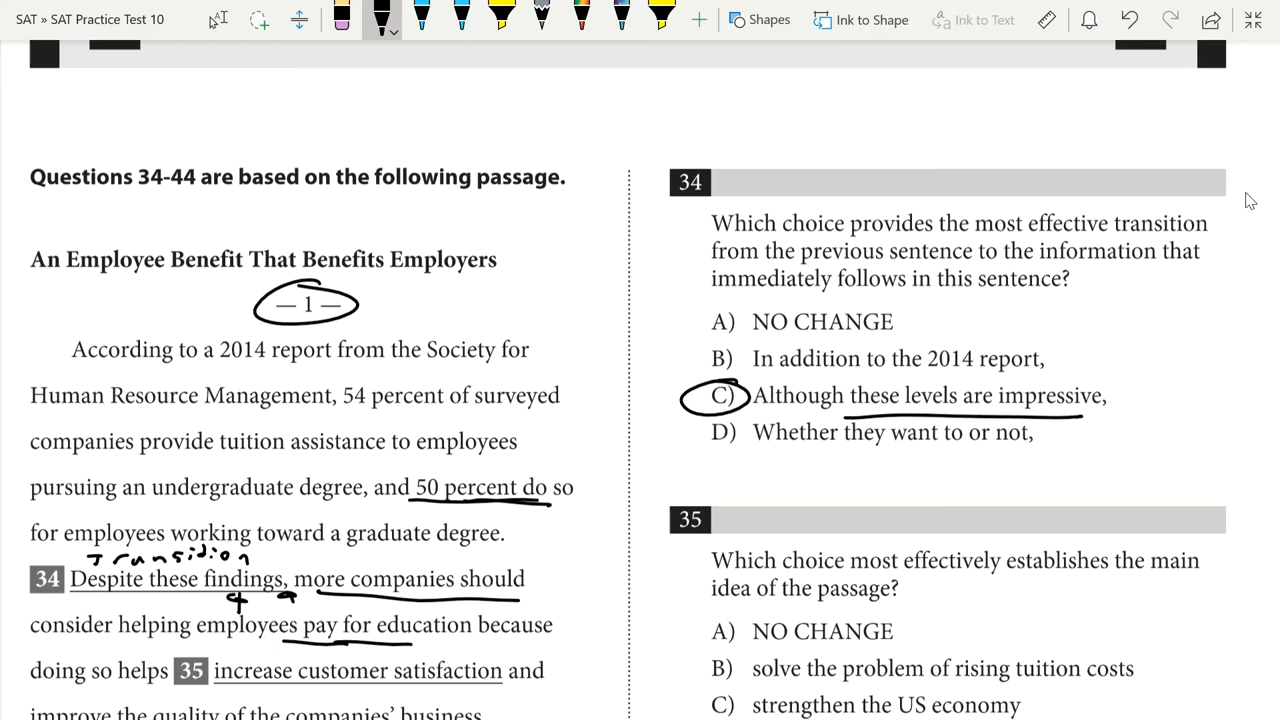 SAT » SAT Practice Test 10
Shapes
Ink to Shape
Ink to Text
Questions 34-44 are based on the following passage.
An Employee Benefit That Benefits Employers
— 1 —
According to a 2014 report from the Society for
Human Resource Management, 54 percent of surveyed
companies provide tuition assistance to employees
pursuing an undergraduate degree, and 50 percent do so
for employees working toward a graduate degree.
Transition
34 Despite these findings, more companies should
consider helping employees pay for education because
doing so helps 35 increase customer satisfaction and
improve the quality of the companies' business
34
Which choice provides the most effective transition
from the previous sentence to the information that
immediately follows in this sentence?
A) NO CHANGE
B) In addition to the 2014 report,
C) Although these levels are impressive,
D) Whether they want to or not,
35
Which choice most effectively establishes the main
idea of the passage?
A) NO CHANGE
B) solve the problem of rising tuition costs
C) strengthen the US economy